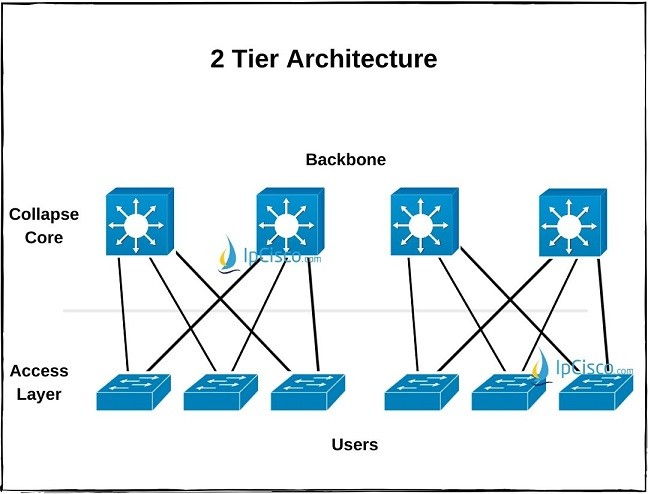 2 Tier Architecture
Backbone
Collapse
Core
IpCisco.com
Access
Layer
IpCisco.com
Users